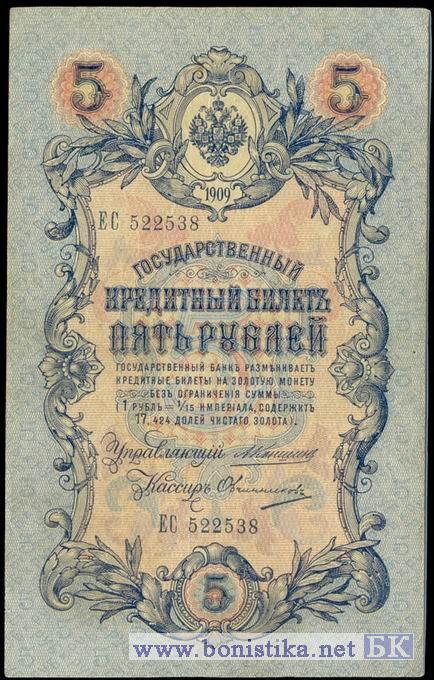 5 5
1909
ЕС 522538
ГОСУДАРСТВЕННЫЙ
КРЕДИТНЫЙ БИЛЕТЪ
ПЯТЬ РУБЛЕЙ
ГОСУДАРСТВЕННЫЙ БАНКЪ РАЗМѢНИВАЕТЪ
КРЕДИТНЫЕ БИЛЕТЫ НА ЗОЛОТУЮ МОНЕТУ
БЕЗЪ ОГРАНИЧЕНІЯ СУММЫ
(1 РУБЛЬ = 1/15 ИМПЕРІАЛА, СОДЕРЖИТЪ
17,424 ДОЛЕЙ ЧИСТАГО ЗОЛОТА).
Управляющій АКоншинъ
Кассиръ Овчинниковъ
ЕС 522538
5
www.bonistika.net БК